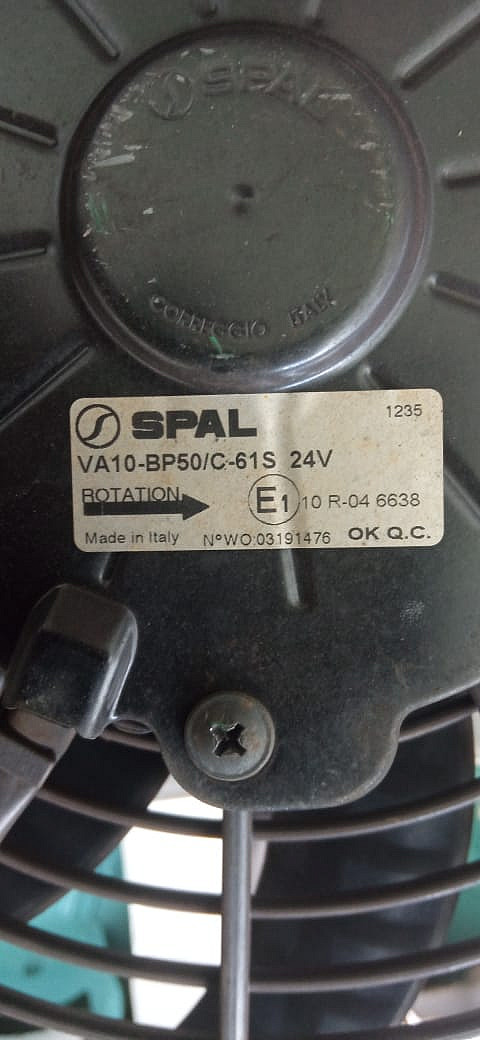 SPAL
CORREGGIO ITALY
SPAL
1235
VA10-BP50/C-61S 24V
ROTATION
E1 10 R-04 6638
Made in Italy N°WO:03191476 OK Q.C.